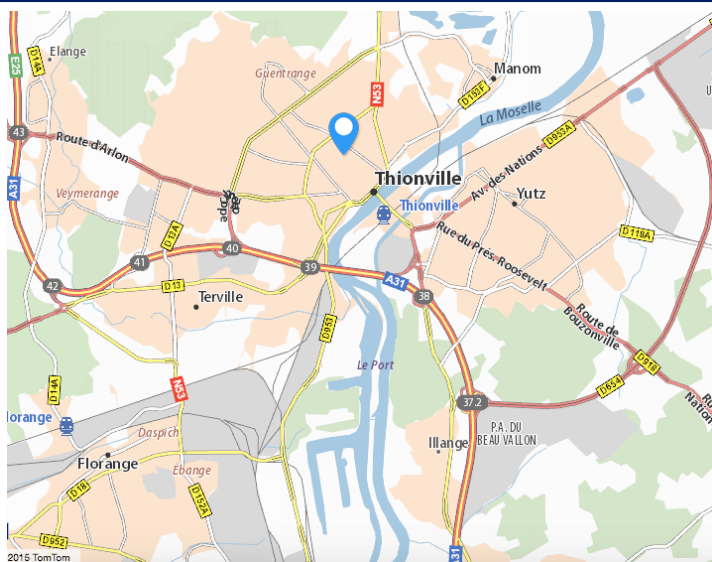 Elange
D14A
E25
Guentrange
N53
Manom
D153F
La Moselle
43
Route d'Arlon
A31
D953A
Av. des Nations
Thionville
Veymerange
Thionville
Yutz
D13A
D118A
Rue du Prés. Roosevelt
41
40
42
39
A31
38
D13
Terville
D953
Route de
Bouzonville
D918
Le Port
D14A
N53
D654
37.2
P.A. DU
BEAU VALLON
Daspich
Illange
Florange
Ebange
D18
D152A
D952
A31
2015 TomTom